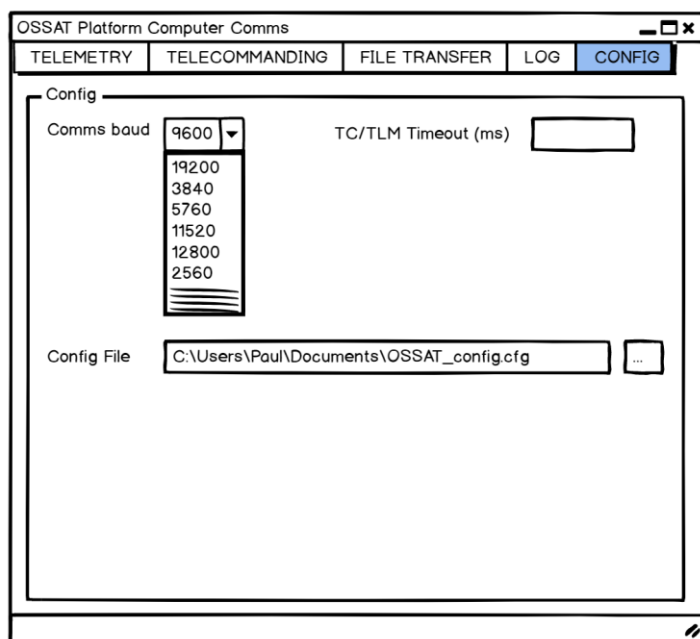 OSSAT Platform Computer Comms
TELEMETRY TELECOMMANDING FILE TRANSFER LOG CONFIG
Config
Comms baud 9600 TC/TLM Timeout (ms)
19200
3840
5760
11520
12800
2560
Config File C:\Users\Paul\Documents\OSSAT_config.cfg ...